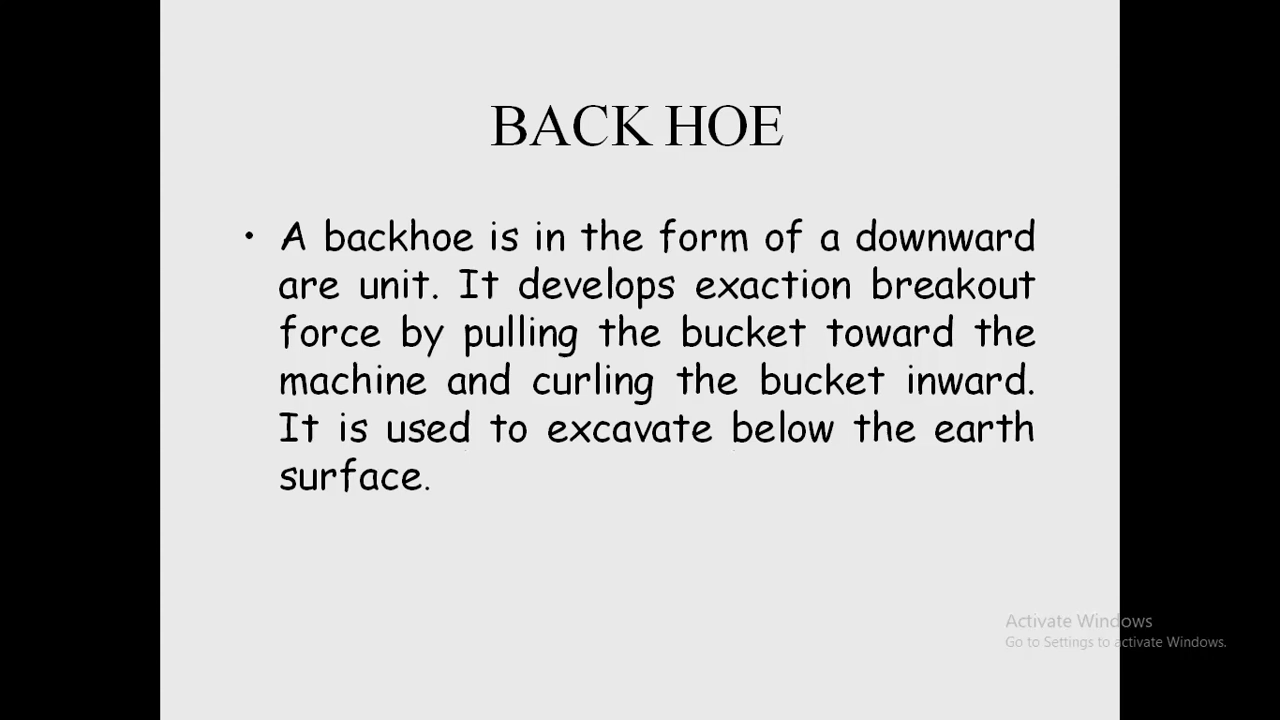 BACK HOE
• A backhoe is in the form of a downward
are unit. It develops exaction breakout
force by pulling the bucket toward the
machine and curling the bucket inward.
It is used to excavate below the earth
surface.
Activate Windows
Go to Settings to activate Windows.